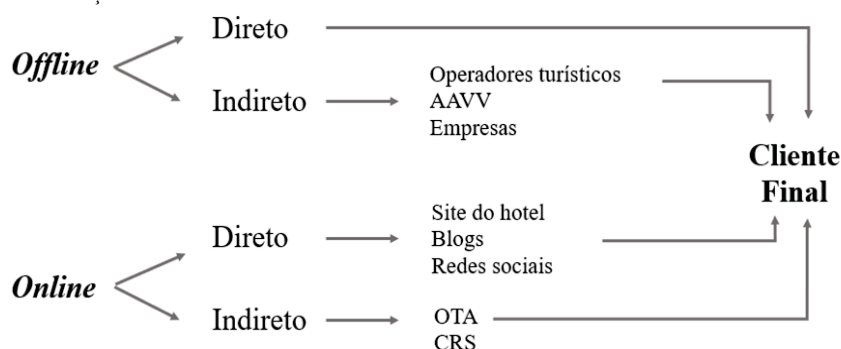 Offline
Direto
Indireto
Operadores turísticos
AAVV
Empresas
Cliente
Final
Online
Direto
Site do hotel
Blogs
Redes sociais
Indireto
OTA
CRS